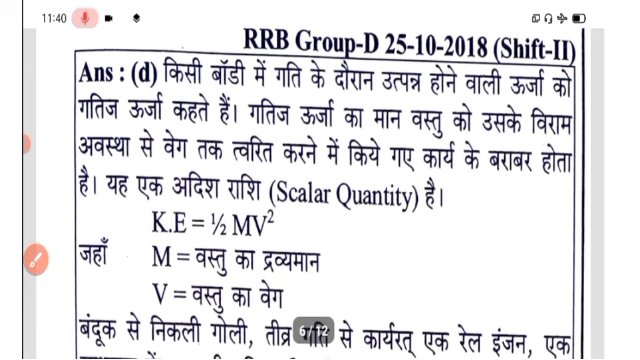 11:40
RRB Group-D 25-10-2018 (Shift-II)
Ans : (d) किसी बॉडी में गति के दौरान उत्पन्न होने वाली ऊर्जा को
गतिज ऊर्जा कहते हैं। गतिज ऊर्जा का मान वस्तु को उसके विराम
अवस्था से वेग तक त्वरित करने में किये गए कार्य के बराबर होता
है। यह एक अदिश राशि (Scalar Quantity) है।
K.E = ½ MV²
जहाँ M = वस्तु का द्रव्यमान
V = वस्तु का वेग
बंदूक से निकली गोली, तीव्र गति से कार्यरत् एक रेल इंजन, एक
6/12